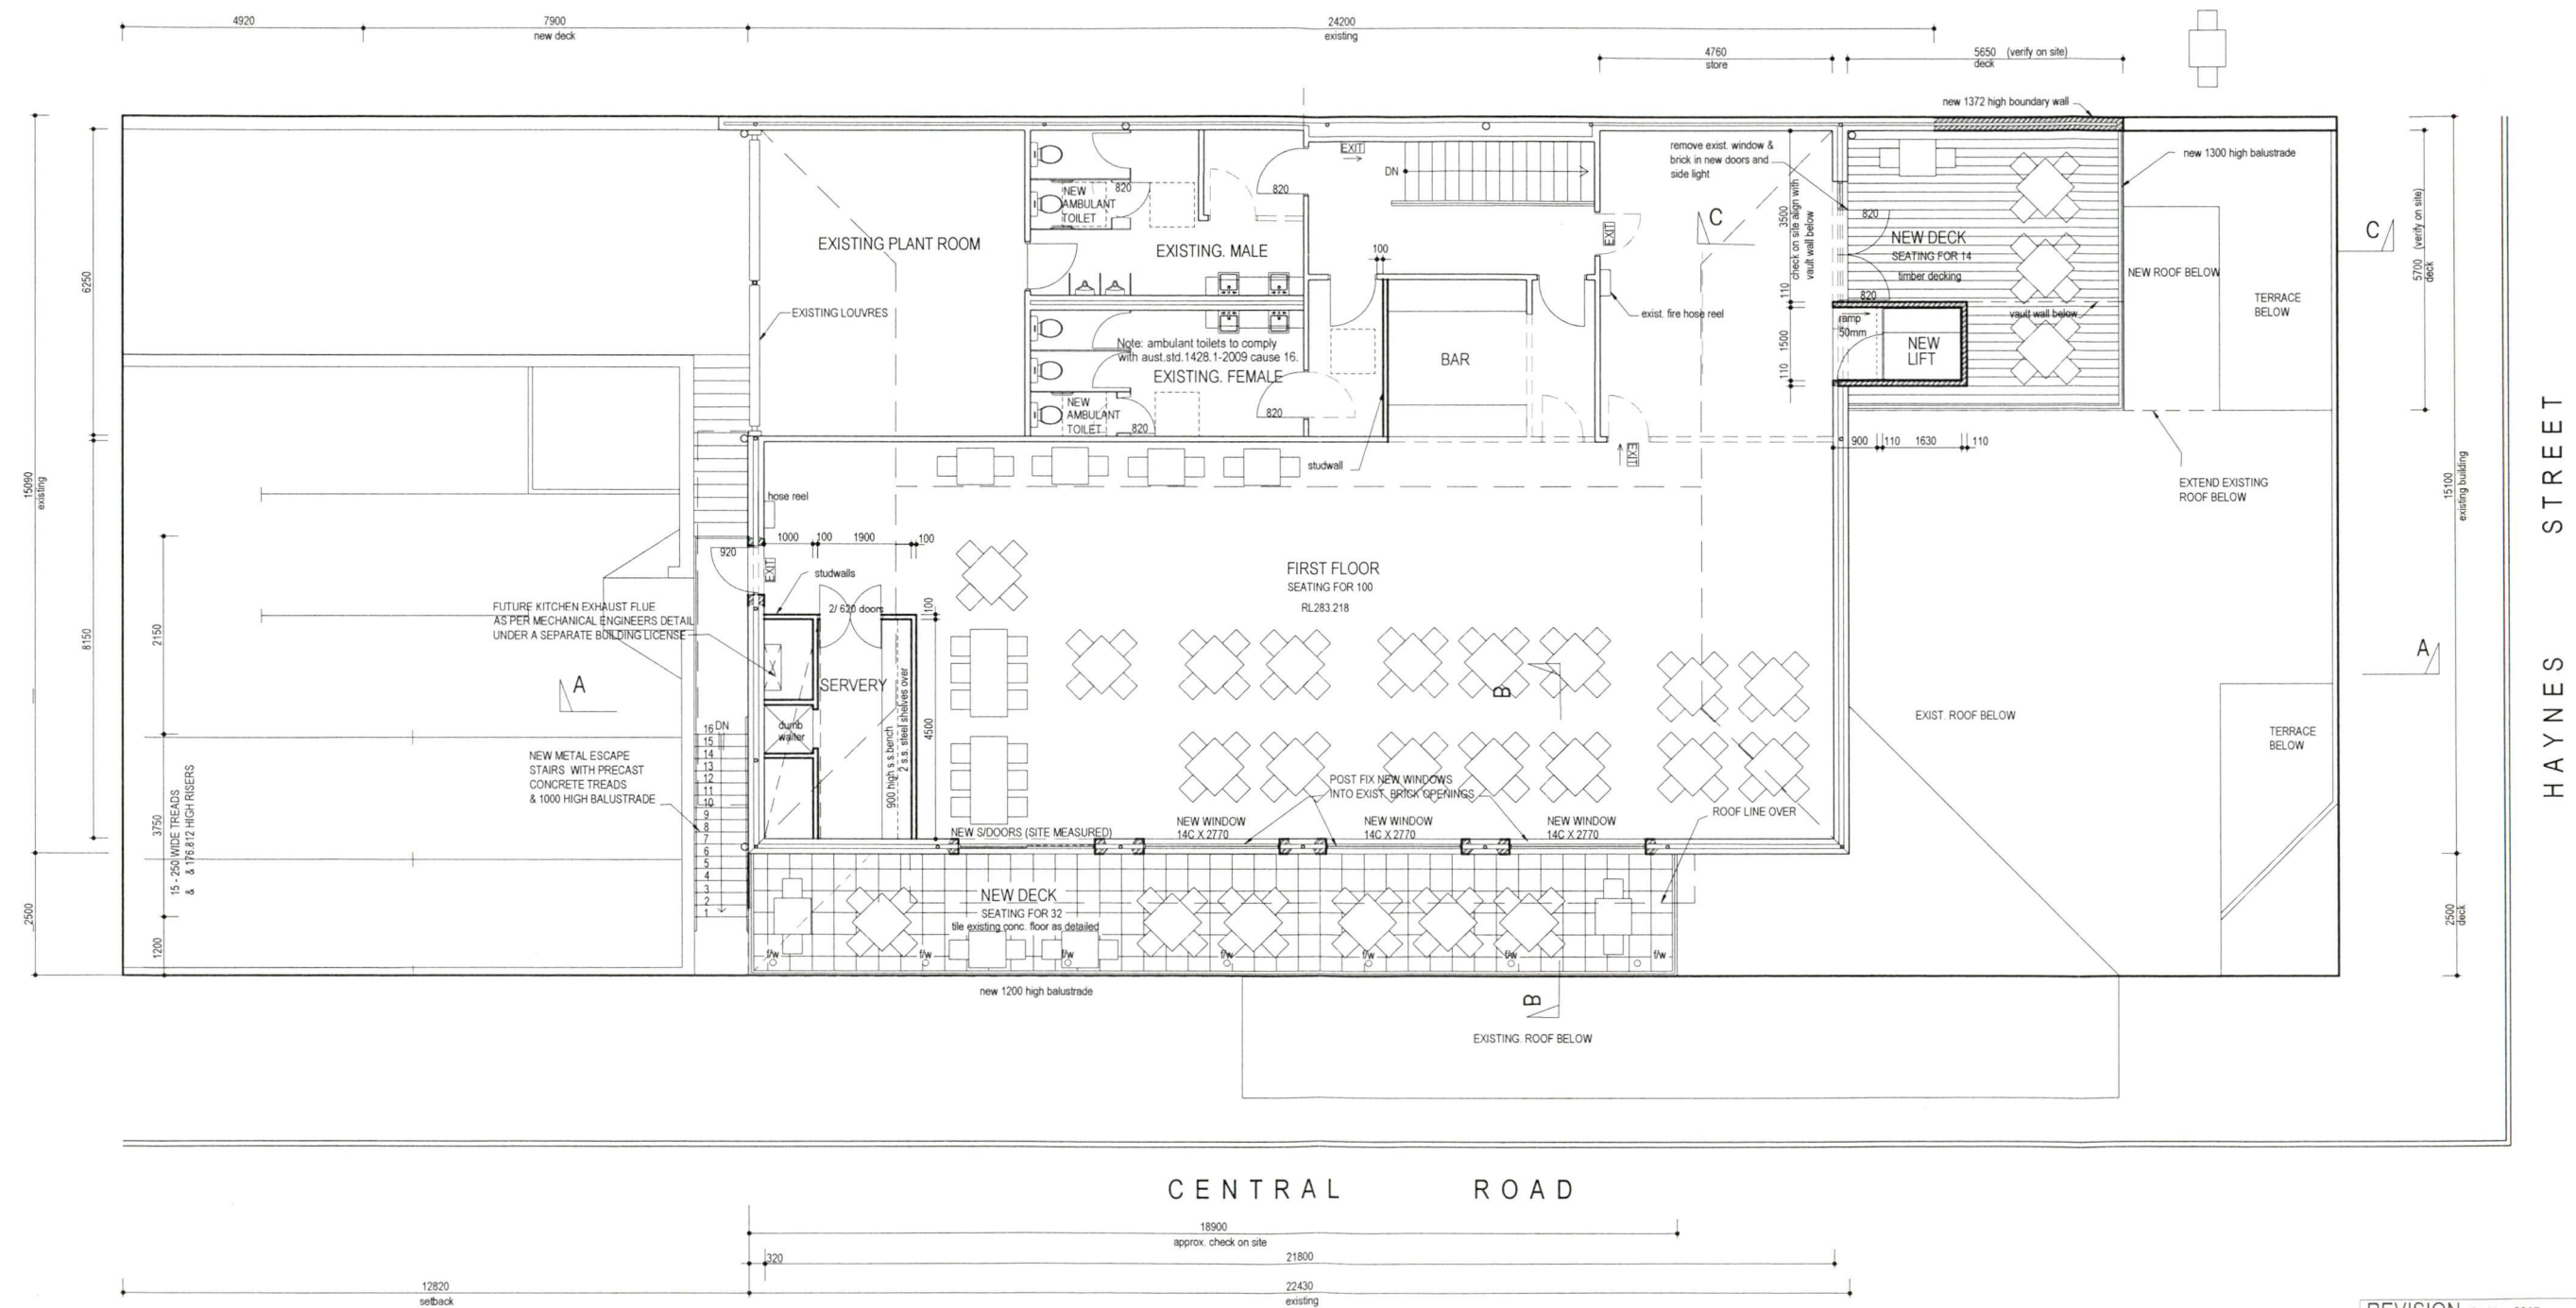 4920
7900
new deck
24200
existing
4760
store
5650 (verify on site)
deck
new 1372 high boundary wall
new 1300 high balustrade
remove exist. window &
brick in new doors and
side light
EXIT
DN
820
820
NEW
AMBULANT
TOILET
EXISTING PLANT ROOM
EXISTING. MALE
100
EXIT
C
3500
check on site align with
vault wall below
820
NEW DECK
SEATING FOR 14
timber decking
820
NEW ROOF BELOW
TERRACE
BELOW
C
5700 (verify on site)
deck
6250
EXISTING LOUVRES
exist. fire hose reel
110
1500
110
ramp
50mm
NEW
LIFT
vault wall below
Note: ambulant toilets to comply
with aust.std.1428.1-2009 cause 16.
EXISTING. FEMALE
BAR
NEW
AMBULANT
TOILET
820
820
EXIT
900
110
1630
110
studwall
EXTEND EXISTING
ROOF BELOW
15090
existing
15100
existing building
HAYNES STREET
hose reel
1000
100
1900
100
920
EXIT
studwalls
FIRST FLOOR
SEATING FOR 100
RL283.218
FUTURE KITCHEN EXHAUST FLUE
AS PER MECHANICAL ENGINEERS DETAIL
UNDER A SEPARATE BUILDING LICENSE
2/ 620 doors
100
8150
2150
A
SERVERY
B
A
dumb
waiter
900 high s.s.bench
2 s.s. steel shelves over
4500
EXIST. ROOF BELOW
TERRACE
BELOW
NEW METAL ESCAPE
STAIRS WITH PRECAST
CONCRETE TREADS
& 1000 HIGH BALUSTRADE
16 DN
15
14
13
12
11
10
9
8
7
6
5
4
3
2
1
3750
15 - 250 WIDE TREADS
& & 176.812 HIGH RISERS
POST FIX NEW WINDOWS
INTO EXIST. BRICK OPENINGS
ROOF LINE OVER
NEW S/DOORS (SITE MEASURED)
NEW WINDOW
14C X 2770
NEW WINDOW
14C X 2770
NEW WINDOW
14C X 2770
2500
1200
NEW DECK
SEATING FOR 32
tile existing conc. floor as detailed
f/w
f/w
f/w
f/w
f/w
f/w
f/w
2500
deck
new 1200 high balustrade
B
EXISTING. ROOF BELOW
CENTRAL ROAD
18900
approx. check on site
320
21800
12820
setback
22430
existing
REVISION